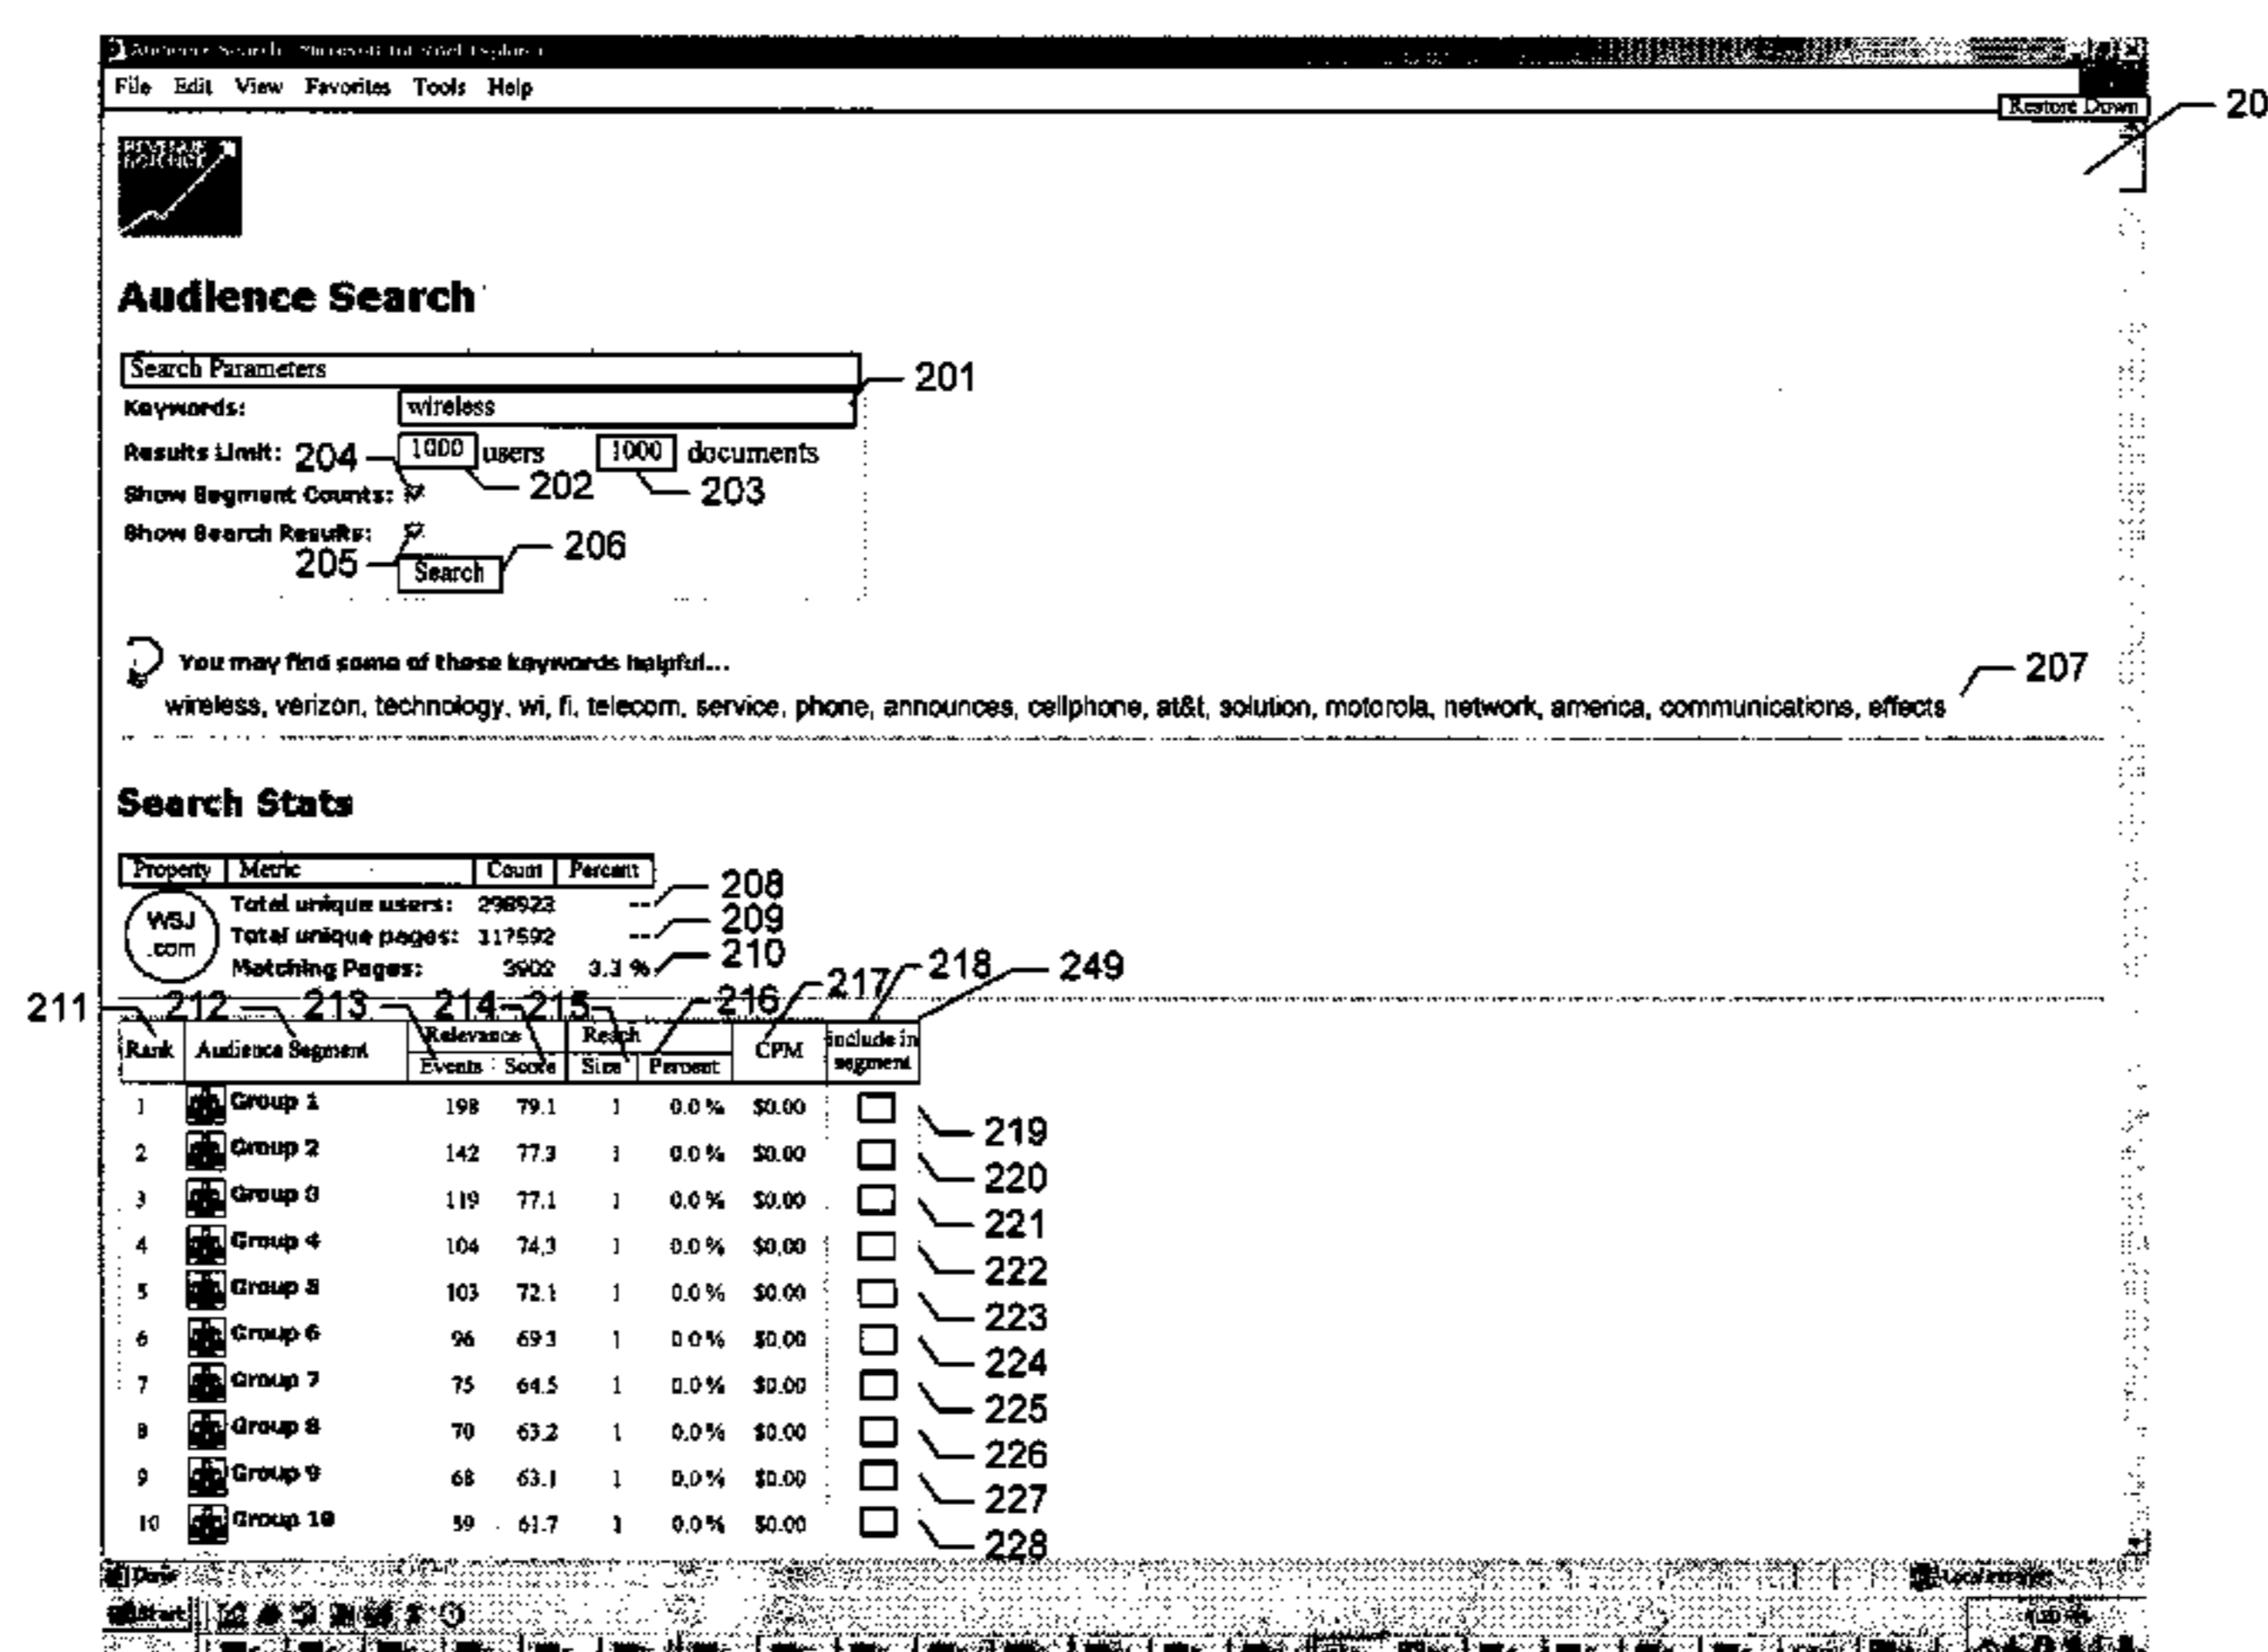 Audience Search - Microsoft Internet Explorer
File Edit View Favorites Tools Help
Restore Down
20
REVENUE
SCIENCE
Audience Search
Search Parameters
201
Keywords: wireless
Results Limit: 204 1000 users 1000 documents
Show Segment Counts: 202 203
Show Search Results: 206
205 Search
You may find some of these keywords helpful...
207
wireless, verizon, technology, wi, fi, telecom, service, phone, announces, cellphone, at&t, solution, motorola, network, america, communications, effects
Search Stats
Property Metric Count Percent
WSJ .com
Total unique users: 298923 -- 208
Total unique pages: 117592 -- 209
Matching Pages: 3902 3.3 % 210
211 212 213 214 215 216 217 218 249
Rank Audience Segment Relevance Reach CPM include in segment
Events Score Size Percent
1 Group 1 198 79.1 1 0.0 % $0.00 219
2 Group 2 142 77.3 1 0.0 % $0.00 220
3 Group 3 119 77.1 1 0.0 % $0.00 221
4 Group 4 104 74.3 1 0.0 % $0.00 222
5 Group 5 103 72.1 1 0.0 % $0.00 223
6 Group 6 96 69.3 1 0.0 % $0.00 224
7 Group 7 75 64.5 1 0.0 % $0.00 225
8 Group 8 70 63.2 1 0.0 % $0.00 226
9 Group 9 68 63.1 1 0.0 % $0.00 227
10 Group 10 59 61.7 1 0.0 % $0.00 228
Done Local intranet
Start